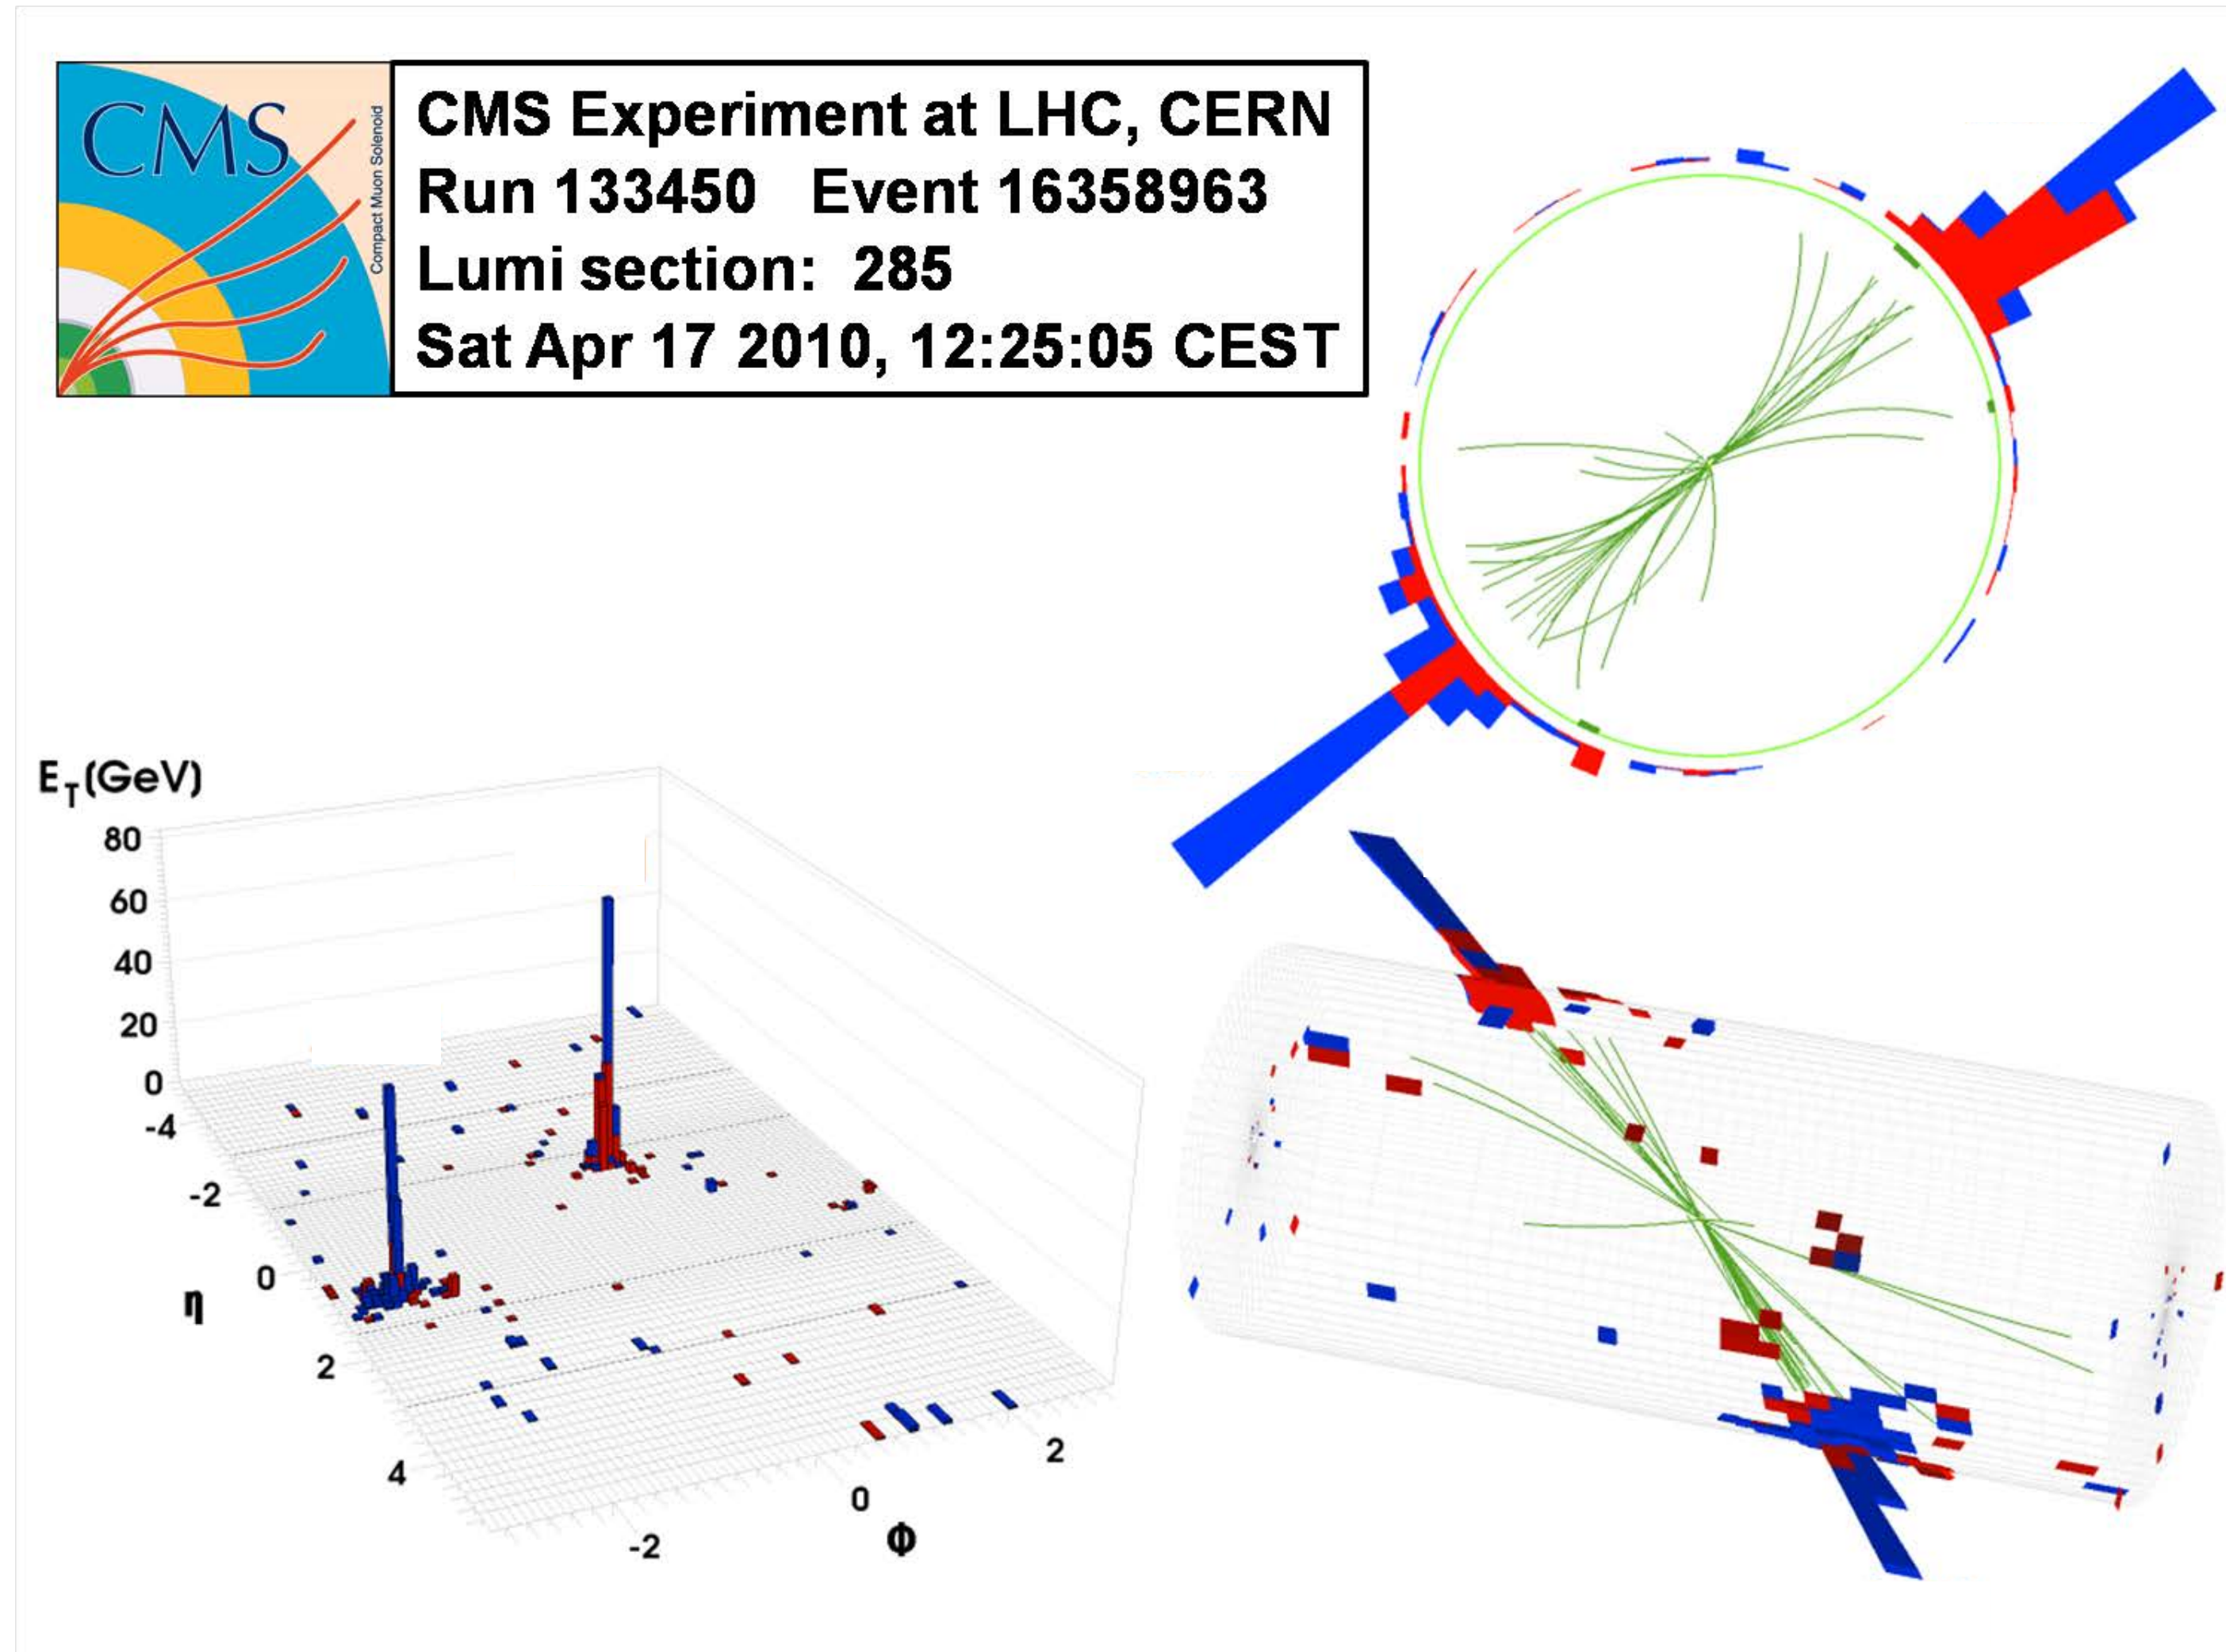 CMS
Compact Muon Solenoid
CMS Experiment at LHC, CERN
Run 133450 Event 16358963
Lumi section: 285
Sat Apr 17 2010, 12:25:05 CEST
E_T(GeV)
80
60
40
20
0
-4
-2
0
η
2
4
-2
0
Φ
2